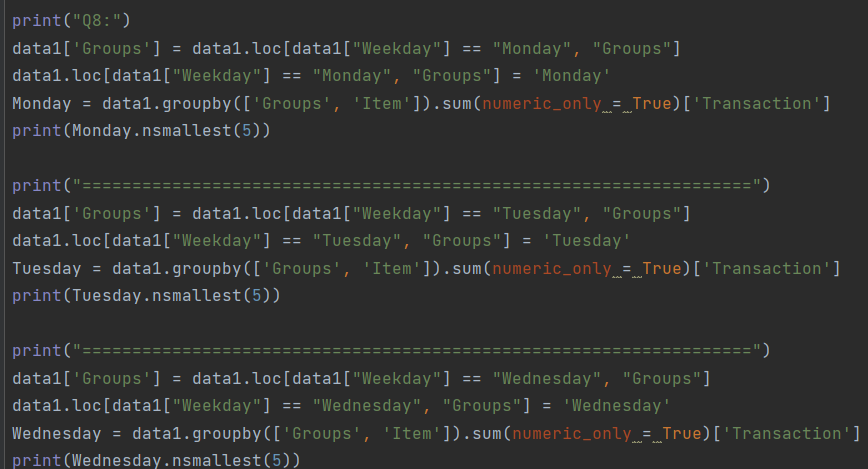 print("Q8:")
data1['Groups'] = data1.loc[data1["Weekday"] == "Monday", "Groups"]
data1.loc[data1["Weekday"] == "Monday", "Groups"] = 'Monday'
Monday = data1.groupby(['Groups', 'Item']).sum(numeric_only = True)['Transaction']
print(Monday.nsmallest(5))
print("===================================================================")
data1['Groups'] = data1.loc[data1["Weekday"] == "Tuesday", "Groups"]
data1.loc[data1["Weekday"] == "Tuesday", "Groups"] = 'Tuesday'
Tuesday = data1.groupby(['Groups', 'Item']).sum(numeric_only = True)['Transaction']
print(Tuesday.nsmallest(5))
print("===================================================================")
data1['Groups'] = data1.loc[data1["Weekday"] == "Wednesday", "Groups"]
data1.loc[data1["Weekday"] == "Wednesday", "Groups"] = 'Wednesday'
Wednesday = data1.groupby(['Groups', 'Item']).sum(numeric_only = True)['Transaction']
print(Wednesday.nsmallest(5))